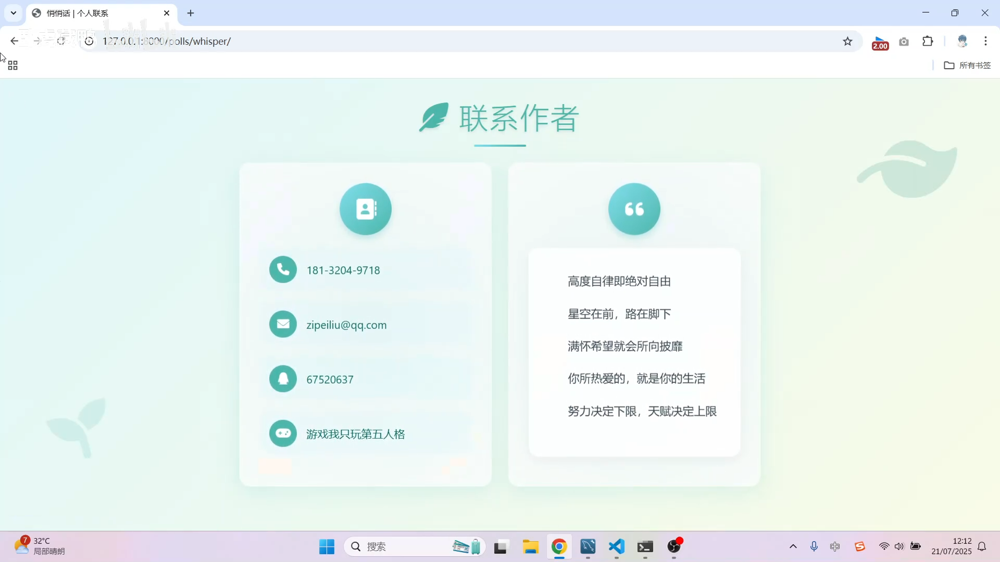 悄悄话 | 个人联系
127.0.0.1:8000/polls/whisper/
2.00
所有书签
联系作者
181-3204-9718
zipeiliu@qq.com
67520637
游戏我只玩第五人格
高度自律即绝对自由
星空在前，路在脚下
满怀希望就会所向披靡
你所热爱的，就是你的生活
努力决定下限，天赋决定上限
7
32°C
局部晴朗
搜索
中
12:12
21/07/2025